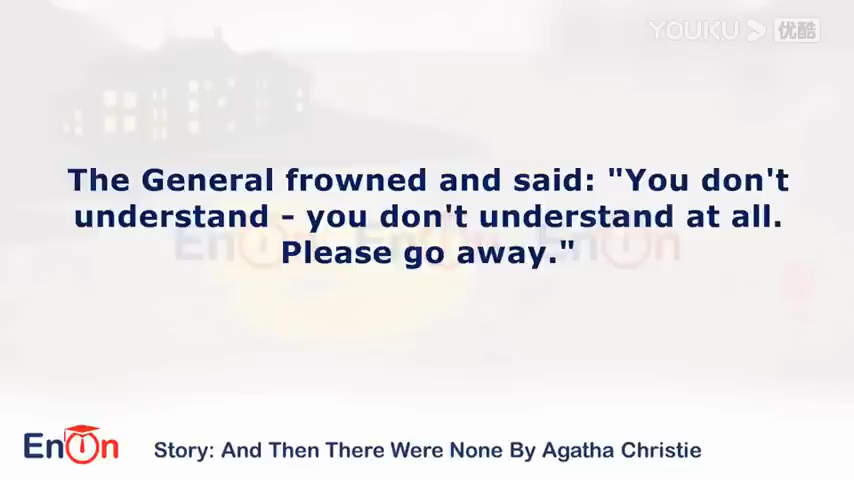 YOUKU 优酷
The General frowned and said: "You don't
understand - you don't understand at all.
Please go away."
EnOn
Story: And Then There Were None By Agatha Christie